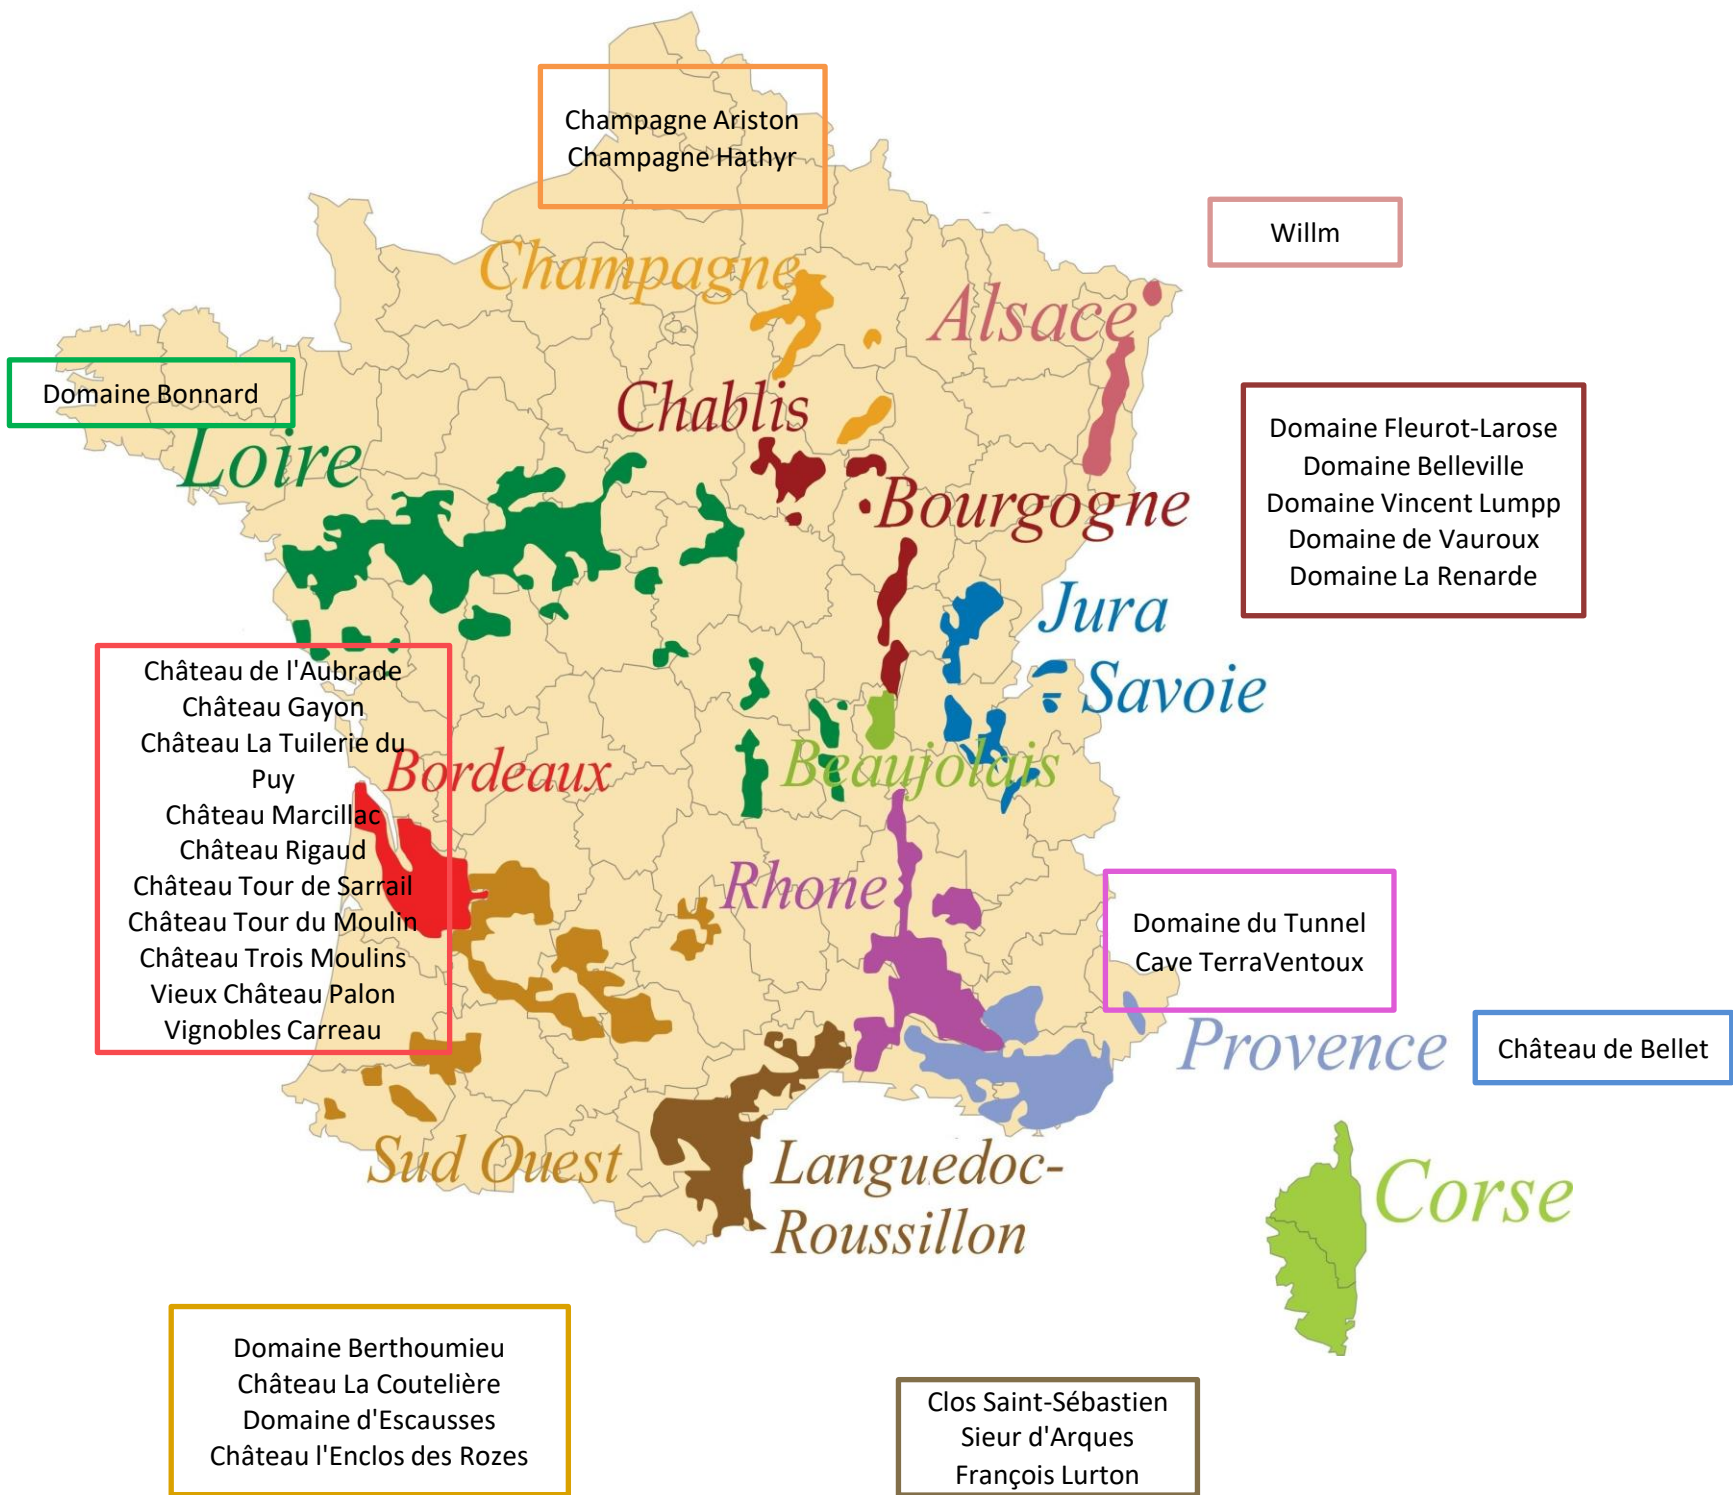 Champagne Ariston
Champagne Hathyr
Willm
Champagne
Alsace
Domaine Bonnard
Chablis
Loire
Domaine Fleurot-Larose
Domaine Belleville
Domaine Vincent Lumpp
Domaine de Vauroux
Domaine La Renarde
Bourgogne
Jura
Savoie
Château de l'Aubrade
Château Gayon
Château La Tuilerie du
Puy
Château Marcillac
Château Rigaud
Château Tour de Sarrail
Château Tour du Moulin
Château Trois Moulins
Vieux Château Palon
Vignobles Carreau
Bordeaux
Beaujolais
Rhone
Domaine du Tunnel
Cave TerraVentoux
Provence
Château de Bellet
Sud Ouest
Languedoc-
Roussillon
Corse
Domaine Berthoumieu
Château La Coutelière
Domaine d'Escausses
Château l'Enclos des Rozes
Clos Saint-Sébastien
Sieur d'Arques
François Lurton